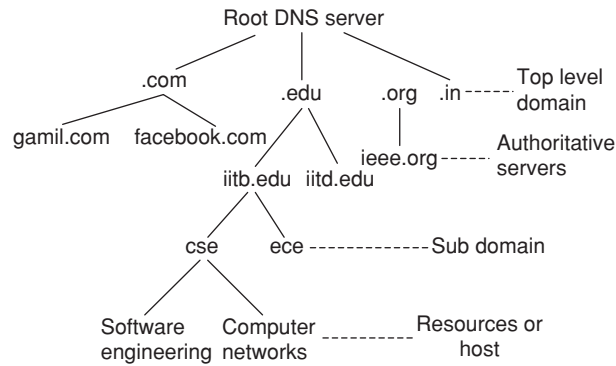 Root DNS server
.com
.edu
.org
.in
Top level
domain
gamil.com
facebook.com
ieee.org
Authoritative
servers
iitb.edu
iitd.edu
cse
ece
Sub domain
Software
engineering
Computer
networks
Resources or
host